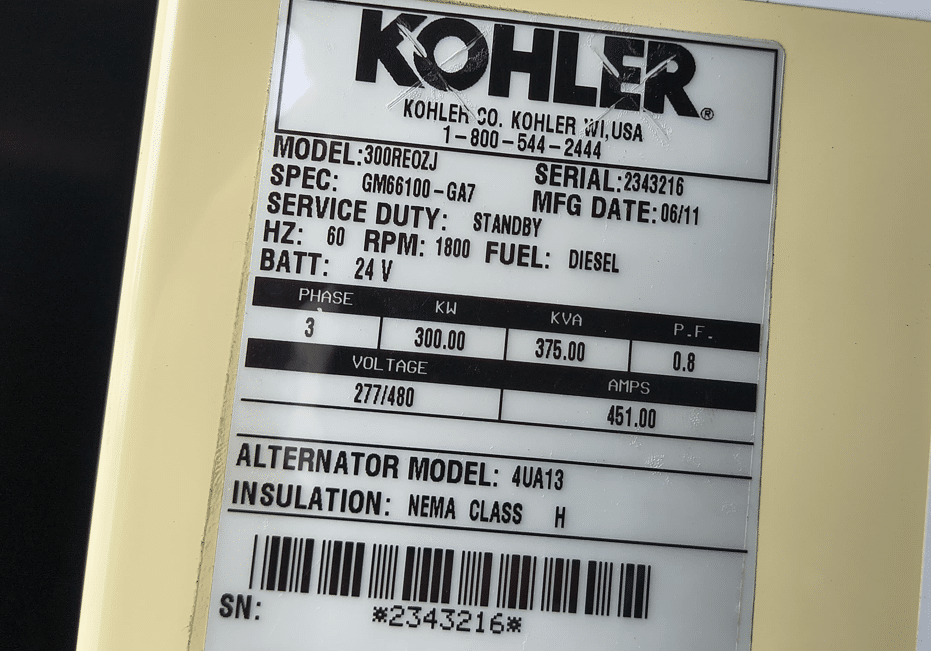 KOHLER®
KOHLER CO. KOHLER WI,USA
1-800-544-2444
MODEL:300REOZJ SERIAL:2343216
SPEC: GM66100-GA7 MFG DATE:06/11
SERVICE DUTY: STANDBY
HZ: 60 RPM: 1800 FUEL: DIESEL
BATT: 24 V
PHASE KW KVA P.F.
3 300.00 375.00 0.8
VOLTAGE AMPS
277/480 451.00
ALTERNATOR MODEL: 4UA13
INSULATION: NEMA CLASS H
SN: *2343216*